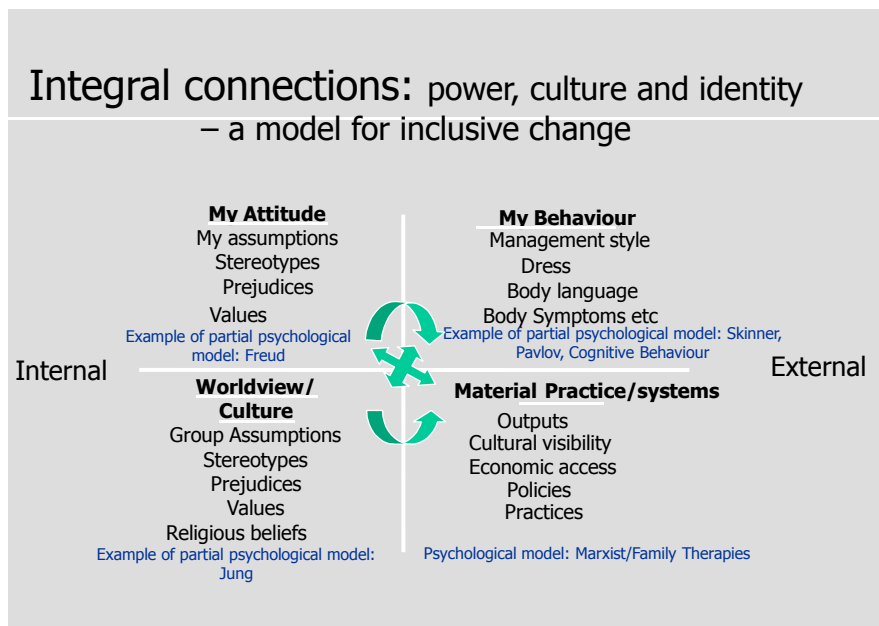 Integral connections: power, culture and identity
– a model for inclusive change
My Attitude
My assumptions
Stereotypes
Prejudices
Values
Example of partial psychological
model: Freud
My Behaviour
Management style
Dress
Body language
Body Symptoms etc
Example of partial psychological model: Skinner,
Pavlov, Cognitive Behaviour
Internal
External
Worldview/
Culture
Group Assumptions
Stereotypes
Prejudices
Values
Religious beliefs
Example of partial psychological model:
Jung
Material Practice/systems
Outputs
Cultural visibility
Economic access
Policies
Practices
Psychological model: Marxist/Family Therapies